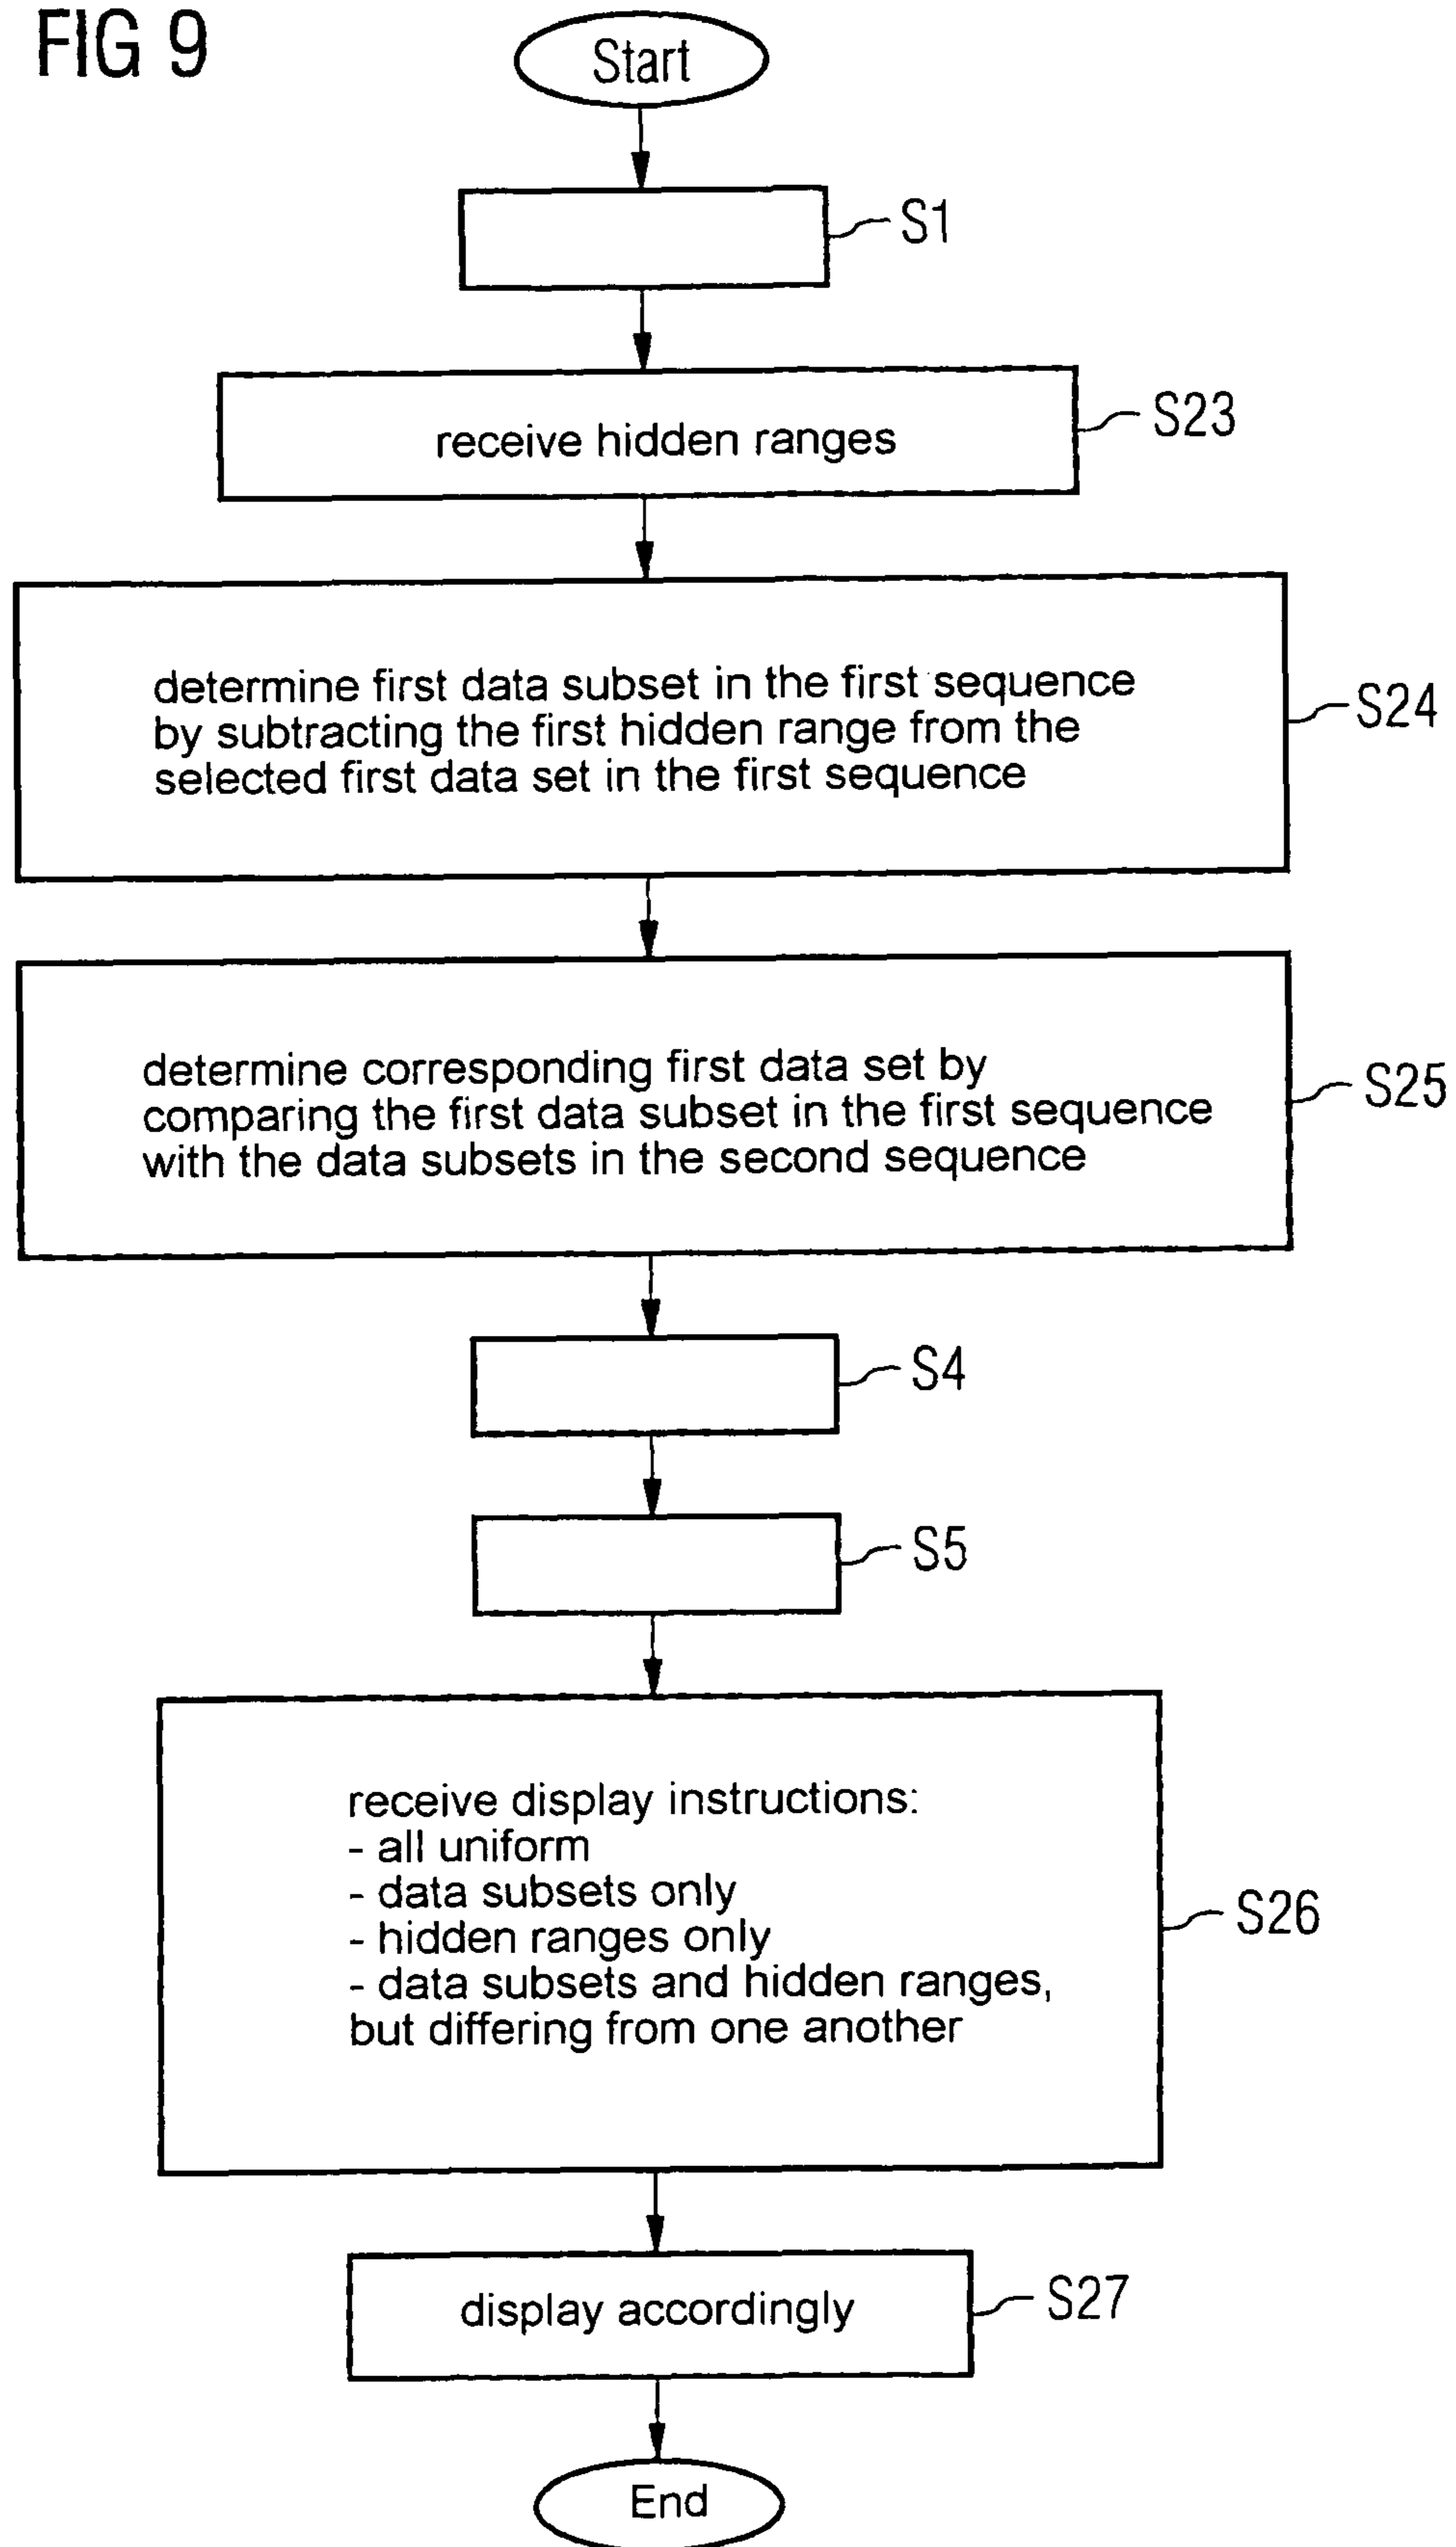 FIG 9
Start
S1
receive hidden ranges
S23
determine first data subset in the first sequence
by subtracting the first hidden range from the
selected first data set in the first sequence
S24
determine corresponding first data set by
comparing the first data subset in the first sequence
with the data subsets in the second sequence
S25
S4
S5
receive display instructions:
- all uniform
- data subsets only
- hidden ranges only
- data subsets and hidden ranges,
but differing from one another
S26
display accordingly
S27
End